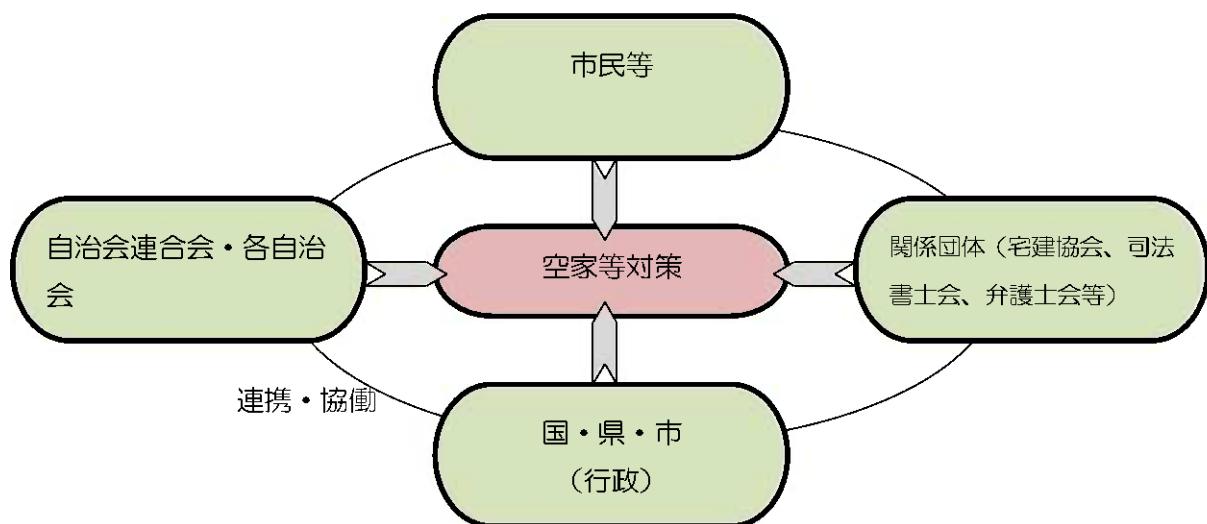 市民等
自治会連合会・各自治
会
空家等対策
関係団体（宅建協会、司法
書士会、弁護士会等）
連携・協働
国・県・市
（行政）